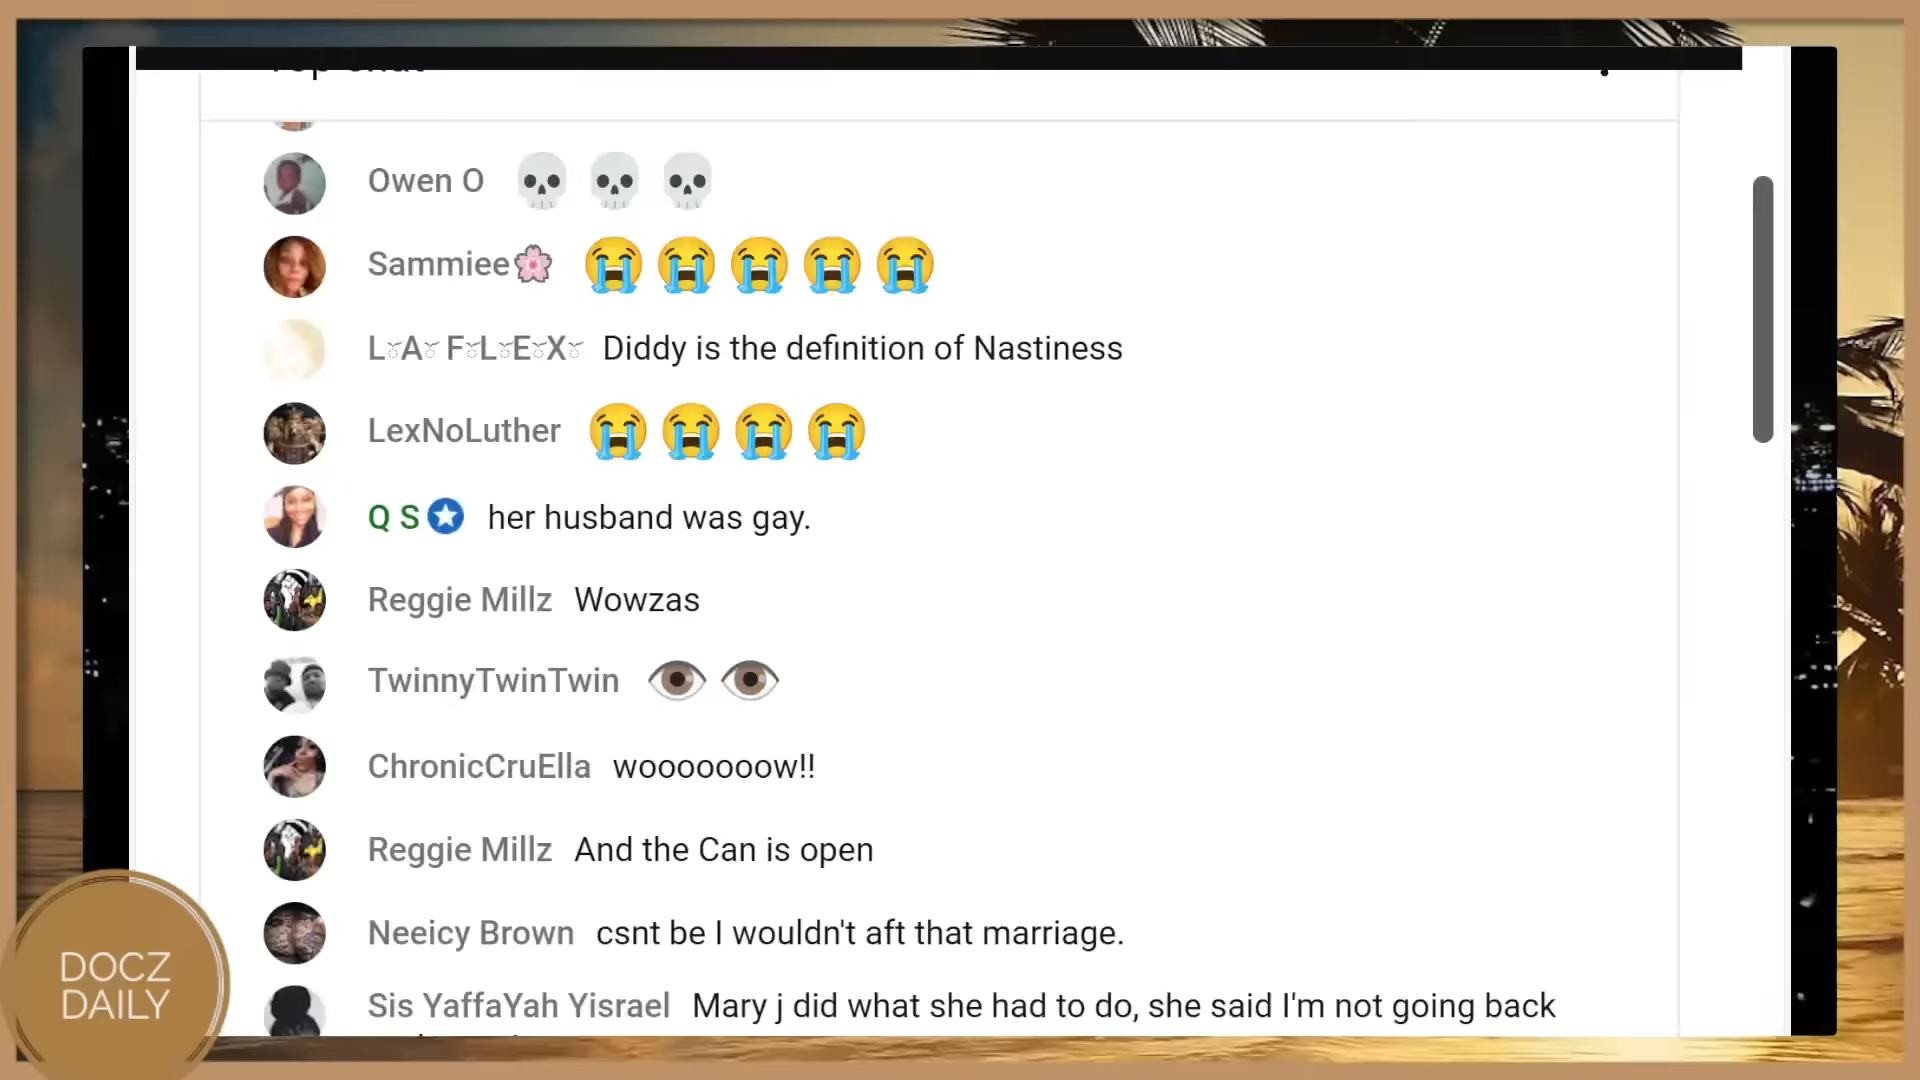 Top chat
Owen O 💀 💀 💀
Sammiee🌸 😭 😭 😭 😭 😭
L A F L E X Diddy is the definition of Nastiness
LexNoLuther 😭 😭 😭 😭
Q S her husband was gay.
Reggie Millz Wowzas
TwinnyTwinTwin 👁 👁
ChronicCruElla wooooooow!!
Reggie Millz And the Can is open
Neeicy Brown csnt be I wouldn't aft that marriage.
Sis YaffaYah Yisrael Mary j did what she had to do, she said I'm not going back
DOCZ
DAILY